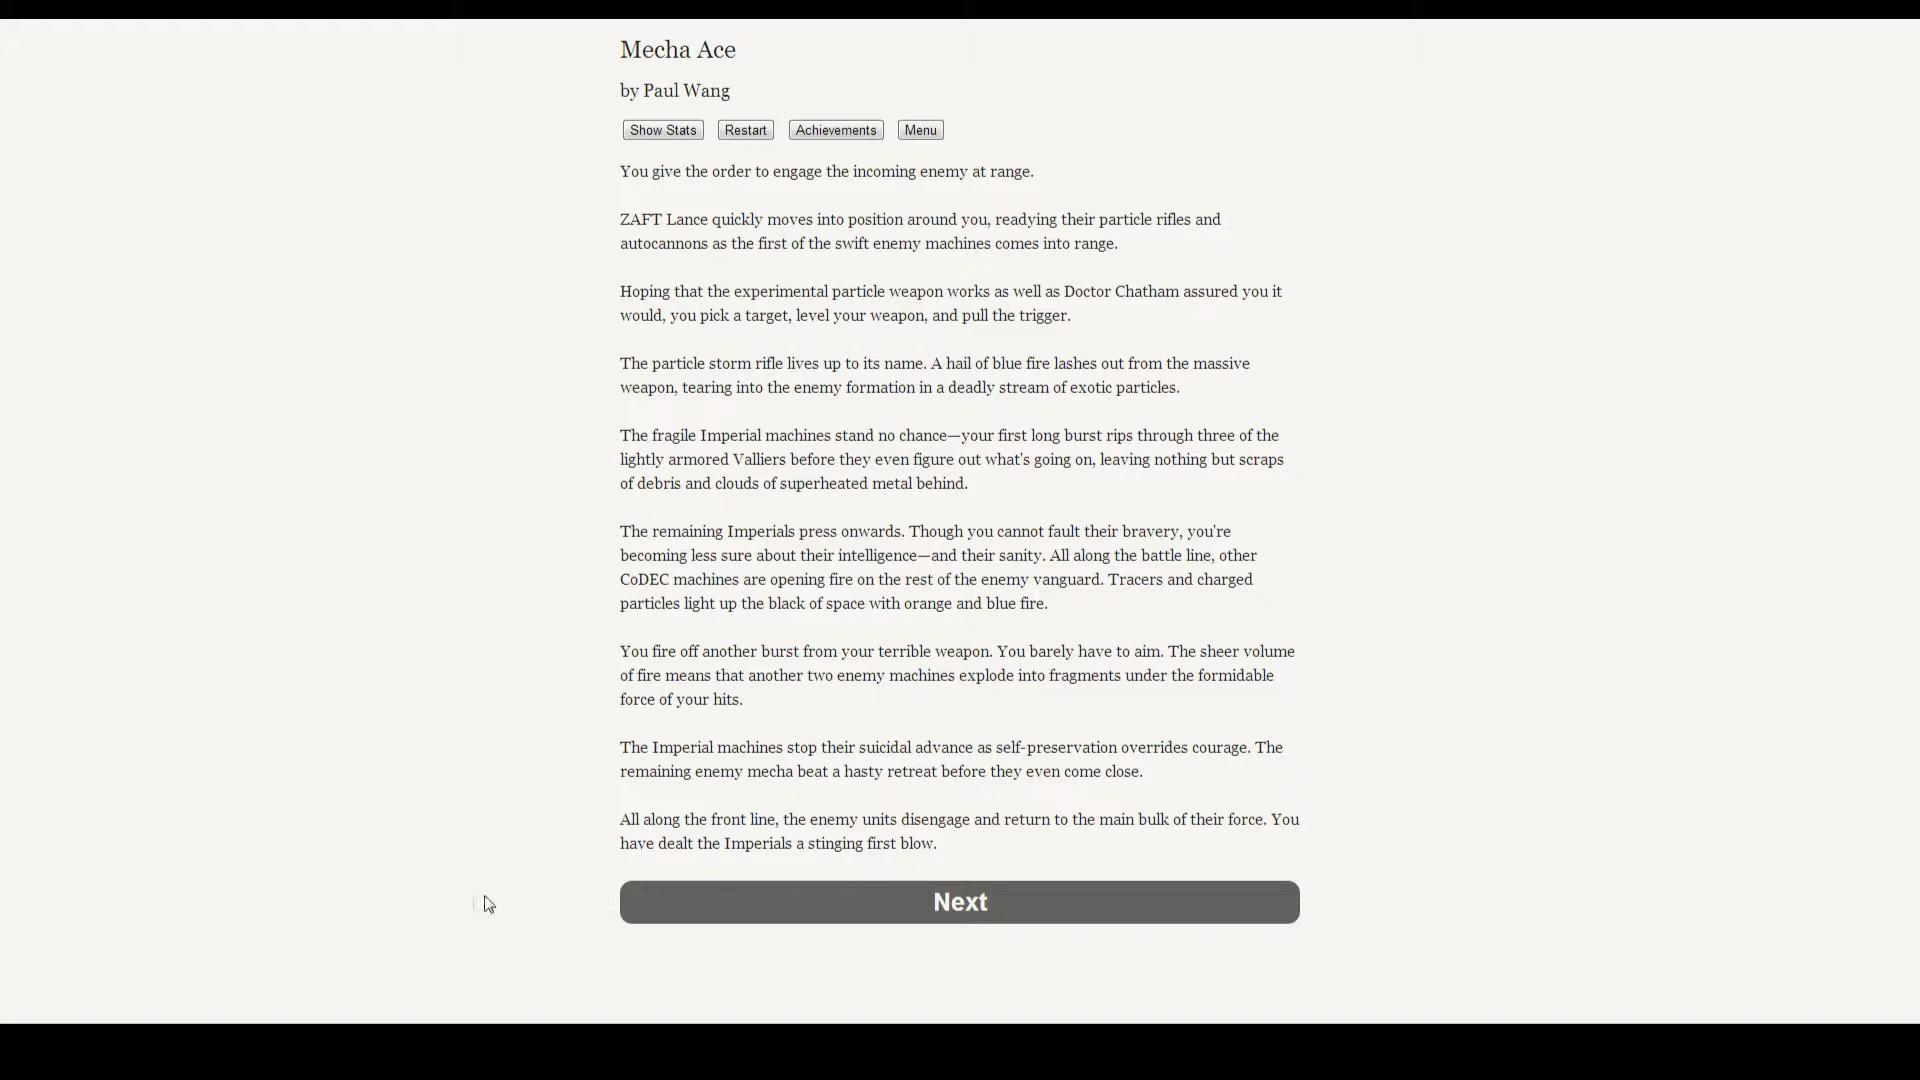 Mecha Ace
by Paul Wang
Show Stats Restart Achievements Menu
You give the order to engage the incoming enemy at range.
ZAFT Lance quickly moves into position around you, readying their particle rifles and
autocannons as the first of the swift enemy machines comes into range.
Hoping that the experimental particle weapon works as well as Doctor Chatham assured you it
would, you pick a target, level your weapon, and pull the trigger.
The particle storm rifle lives up to its name. A hail of blue fire lashes out from the massive
weapon, tearing into the enemy formation in a deadly stream of exotic particles.
The fragile Imperial machines stand no chance—your first long burst rips through three of the
lightly armored Valliers before they even figure out what's going on, leaving nothing but scraps
of debris and clouds of superheated metal behind.
The remaining Imperials press onwards. Though you cannot fault their bravery, you're
becoming less sure about their intelligence—and their sanity. All along the battle line, other
CoDEC machines are opening fire on the rest of the enemy vanguard. Tracers and charged
particles light up the black of space with orange and blue fire.
You fire off another burst from your terrible weapon. You barely have to aim. The sheer volume
of fire means that another two enemy machines explode into fragments under the formidable
force of your hits.
The Imperial machines stop their suicidal advance as self-preservation overrides courage. The
remaining enemy mecha beat a hasty retreat before they even come close.
All along the front line, the enemy units disengage and return to the main bulk of their force. You
have dealt the Imperials a stinging first blow.
Next